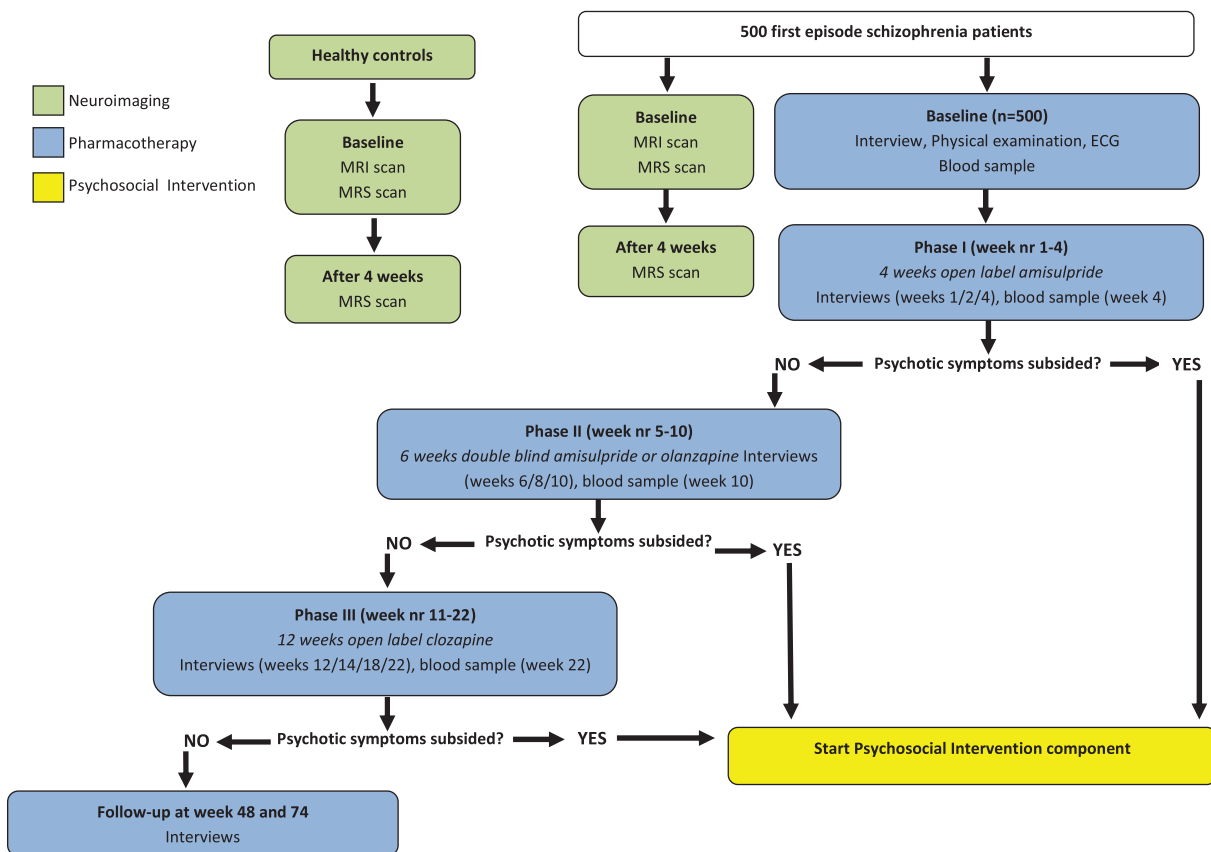 500 first episode schizophrenia patients
Healthy controls
Neuroimaging
Pharmacotherapy
Psychosocial Intervention
Baseline
MRI scan
MRS scan
After 4 weeks
MRS scan
Baseline
MRI scan
MRS scan
After 4 weeks
MRS scan
Baseline (n=500)
Interview, Physical examination, ECG
Blood sample
Phase I (week nr 1-4)
4 weeks open label amisulpride
Interviews (weeks 1/2/4), blood sample (week 4)
NO
Psychotic symptoms subsided?
YES
Phase II (week nr 5-10)
6 weeks double blind amisulpride or olanzapine Interviews
(weeks 6/8/10), blood sample (week 10)
NO
Psychotic symptoms subsided?
YES
Phase III (week nr 11-22)
12 weeks open label clozapine
Interviews (weeks 12/14/18/22), blood sample (week 22)
NO
Psychotic symptoms subsided?
YES
Start Psychosocial Intervention component
Follow-up at week 48 and 74
Interviews